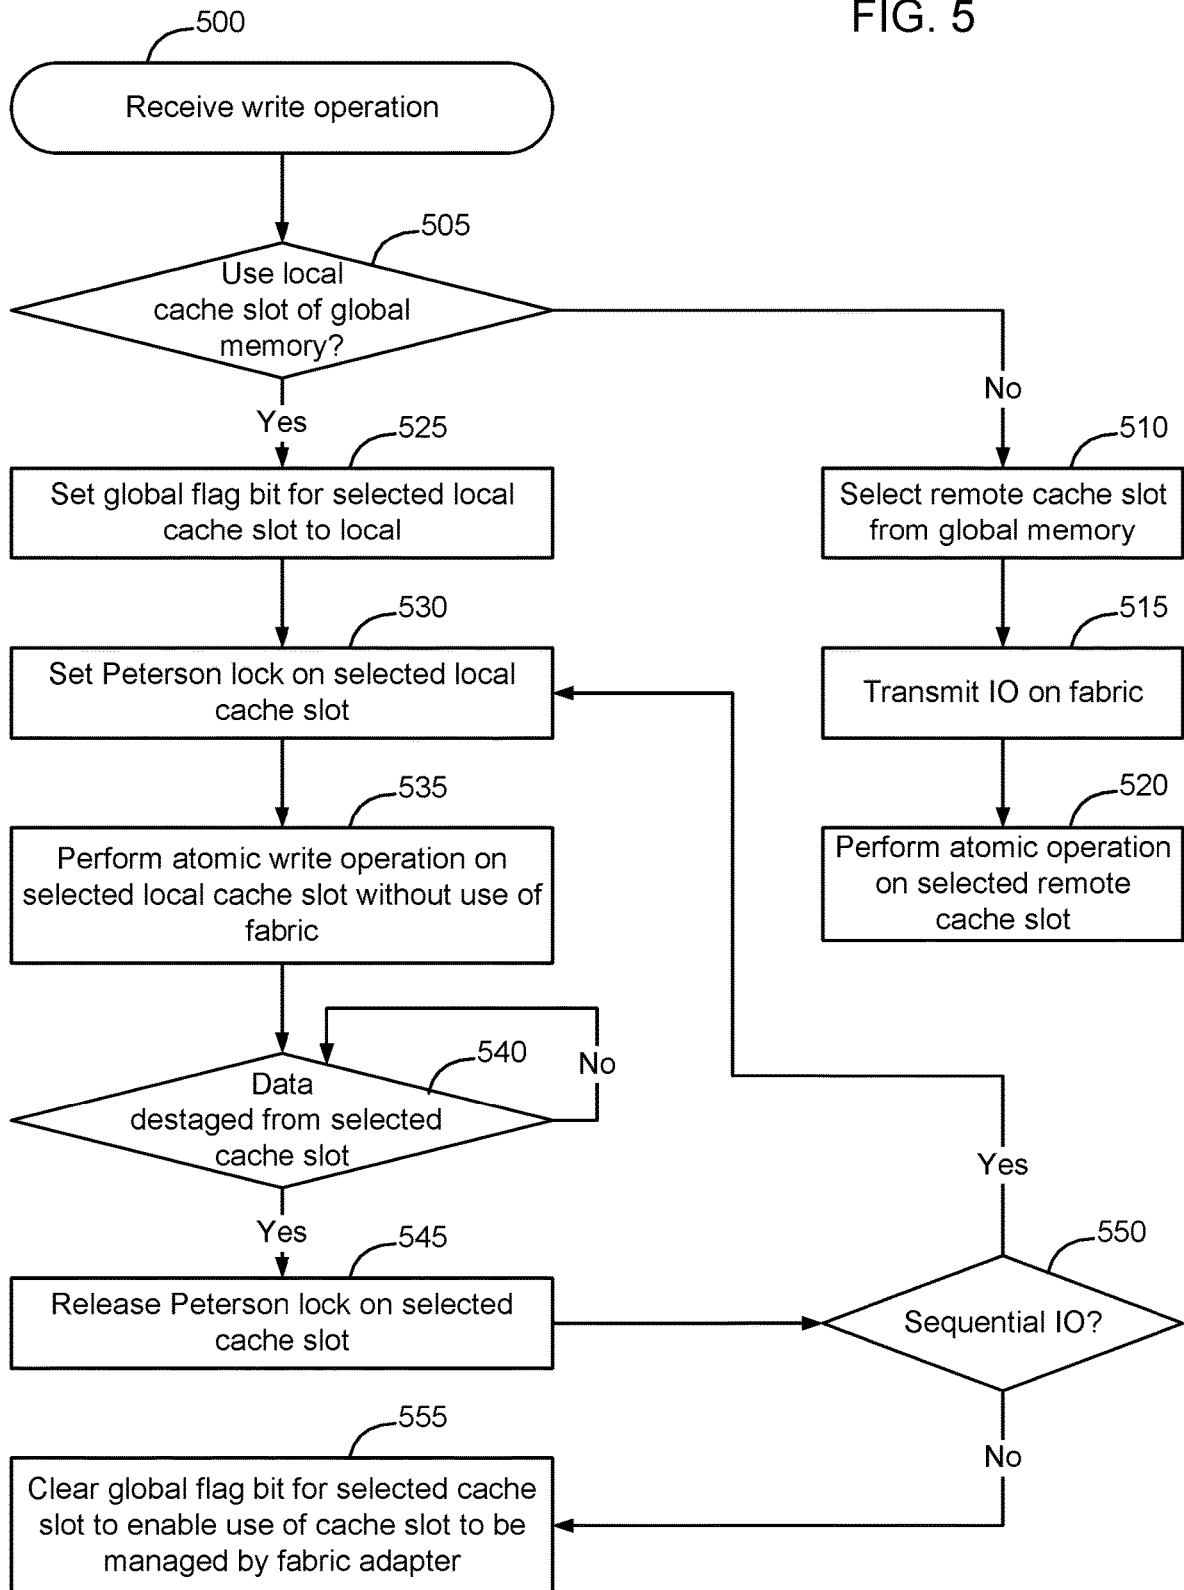 FIG. 5
500
Receive write operation
505
Use local
cache slot of global
memory?
No
Yes
525
510
Set global flag bit for selected local
cache slot to local
Select remote cache slot
from global memory
530
515
Set Peterson lock on selected local
cache slot
Transmit IO on fabric
535
520
Perform atomic write operation on
selected local cache slot without use of
fabric
Perform atomic operation
on selected remote
cache slot
540
No
Data
destaged from selected
cache slot
Yes
Yes
545
550
Release Peterson lock on selected
cache slot
Sequential IO?
555
No
Clear global flag bit for selected cache
slot to enable use of cache slot to be
managed by fabric adapter